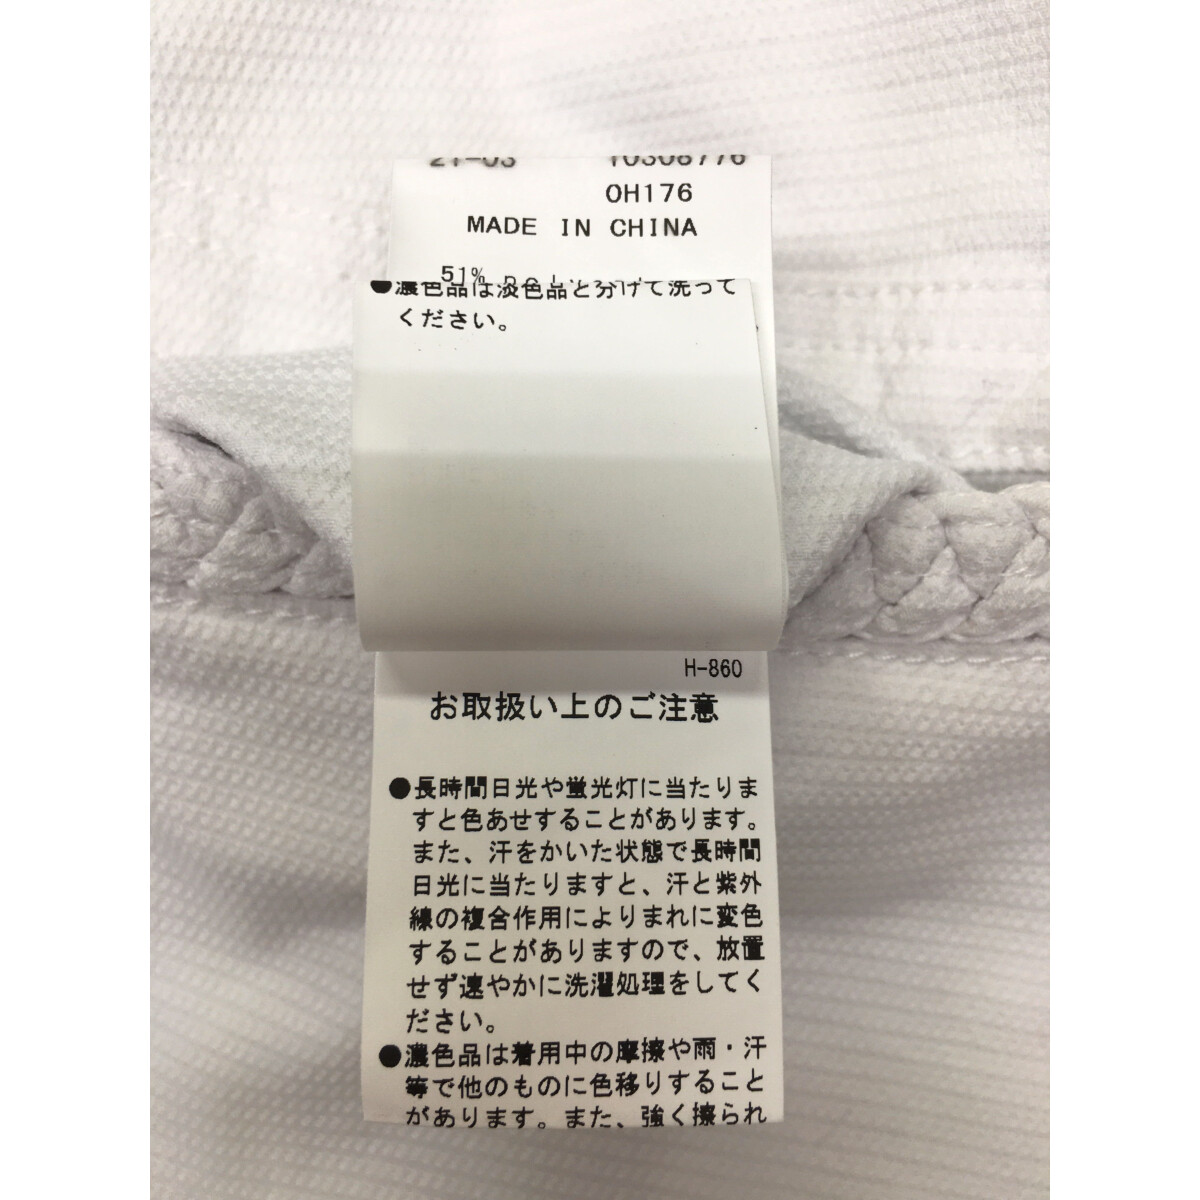 21-03 10308776
OH176
MADE IN CHINA
51%
●濃色品は淡色品と分けて洗って
ください。
H-860
お取扱い上のご注意
●長時間日光や蛍光灯に当たりま
すと色あせすることがあります。
また、汗をかいた状態で長時間
日光に当たりますと、汗と紫外
線の複合作用によりまれに変色
することがありますので、放置
せず速やかに洗濯処理をしてく
ださい。
●濃色品は着用中の摩擦や雨・汗
等で他のものに色移りすること
があります。また、強く擦られ